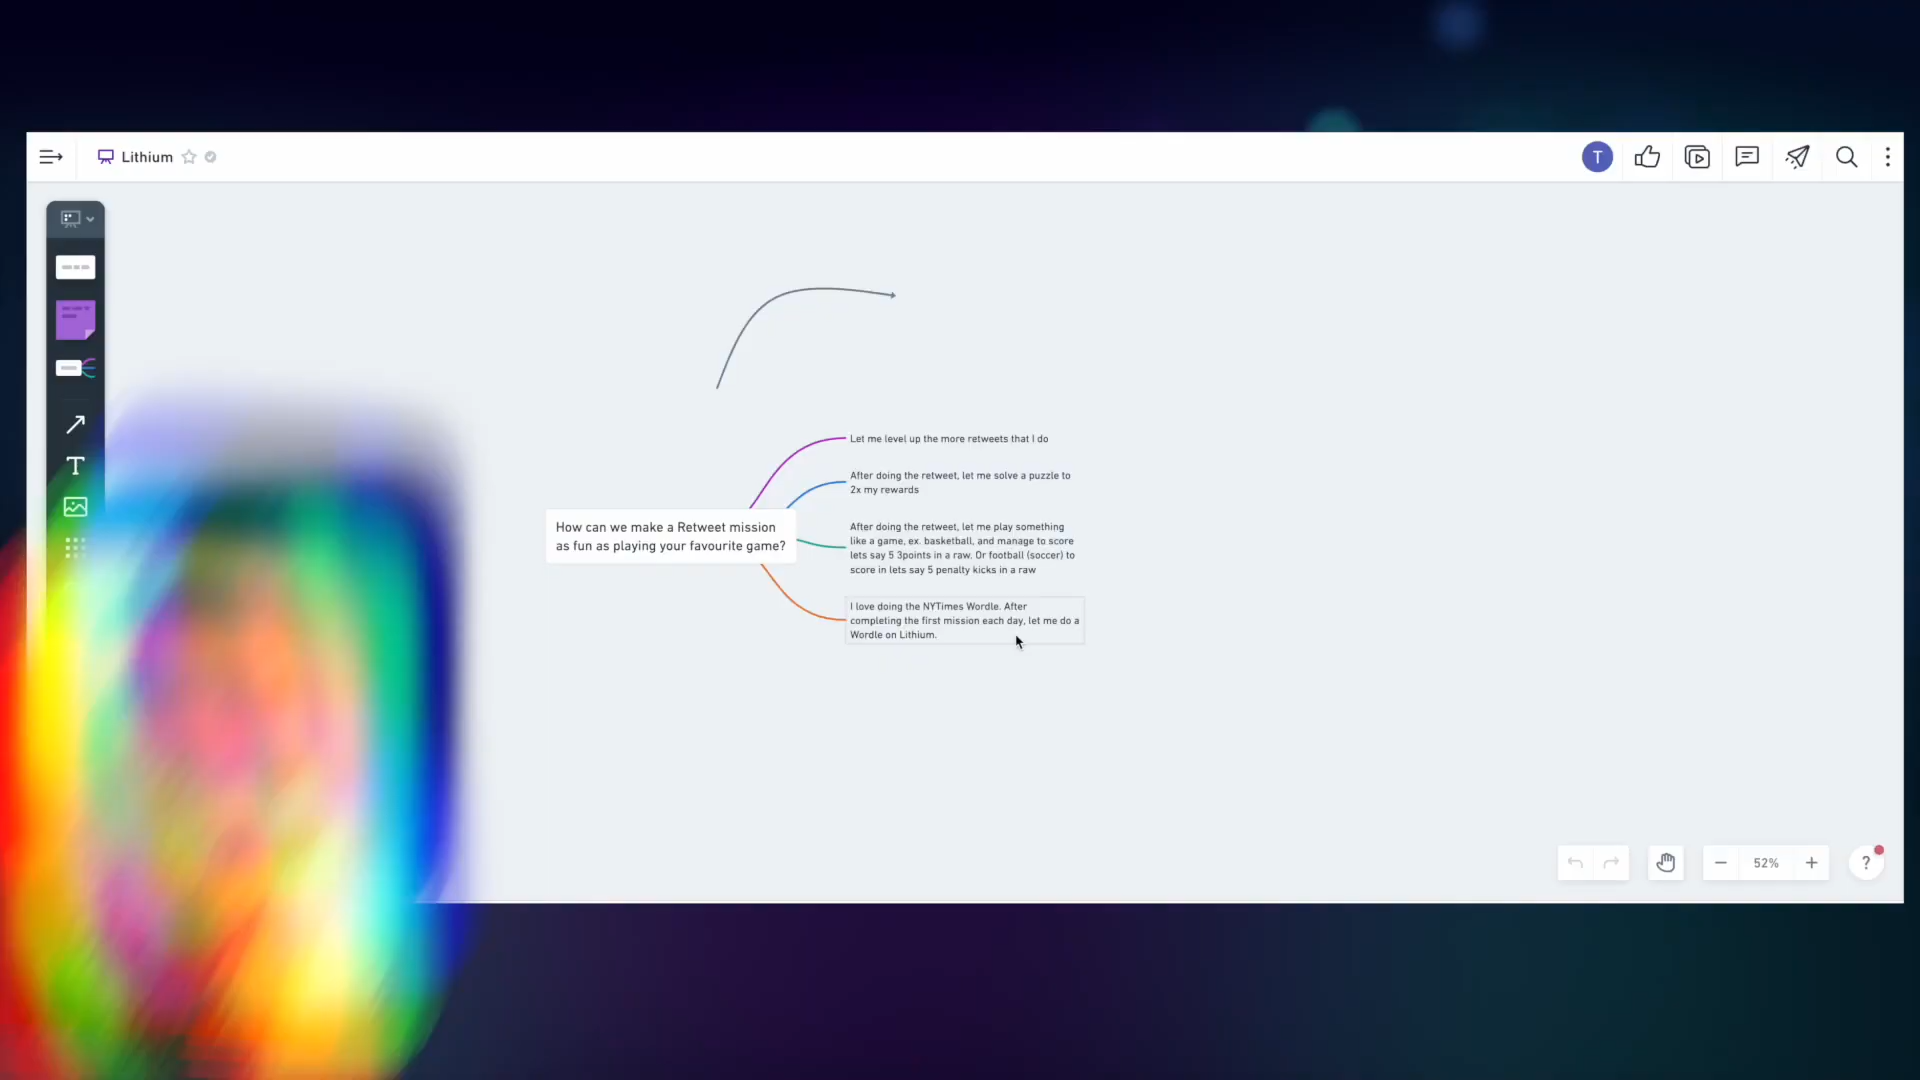 Lithium
T
Let me level up the more retweets that I do
After doing the retweet, let me solve a puzzle to
2x my rewards
How can we make a Retweet mission
as fun as playing your favourite game?
After doing the retweet, let me play something
like a game, ex. basketball, and manage to score
lets say 5 3points in a raw. Or football (soccer) to
score in lets say 5 penalty kicks in a raw
I love doing the NYTimes Wordle. After
completing the first mission each day, let me do a
Wordle on Lithium.
T
52%
?